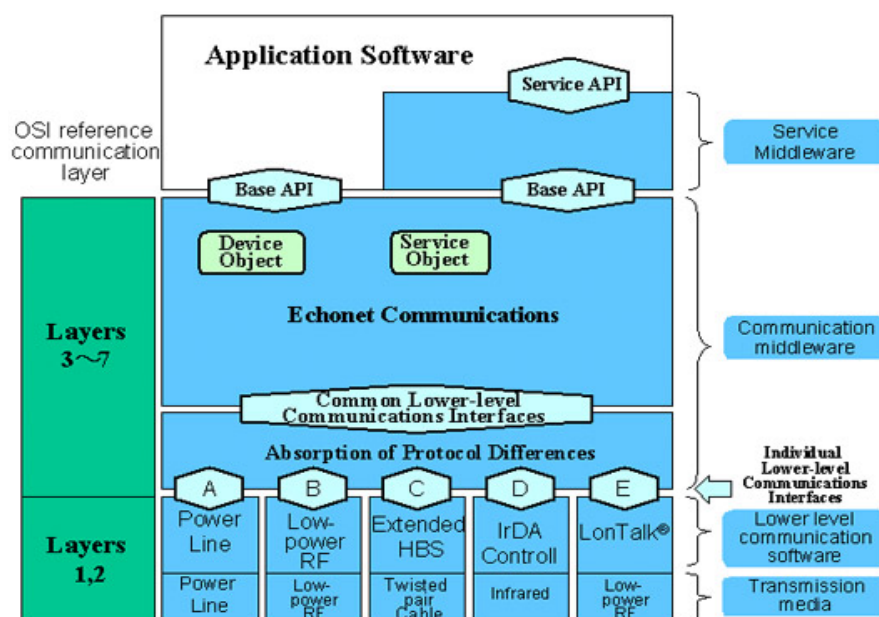 Application Software
Service API
OSI reference
communication
layer
Service
Middleware
Base API
Base API
Device
Object
Service
Object
Echonet Communications
Layers
3～7
Communication
middleware
Common Lower-level
Communications Interfaces
Absorption of Protocol Differences
Individual
Lower-level
Communications
Interfaces
A
B
C
D
E
Power
Line
Low-
power
RF
Extended
HBS
IrDA
Controll
LonTalk®
Lower level
communication
software
Layers
1,2
Power
Line
Low-
power
RF
Twisted
pair
Cable
Infrared
Low-
power
RF
Transmission
media